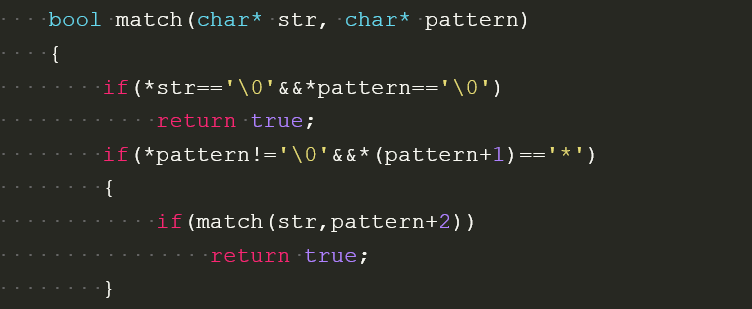 bool match(char* str, char* pattern)
{
if(*str=='\0'&&*pattern=='\0')
return true;
if(*pattern!='\0'&&*(pattern+1)=='*')
{
if(match(str,pattern+2))
return true;
}